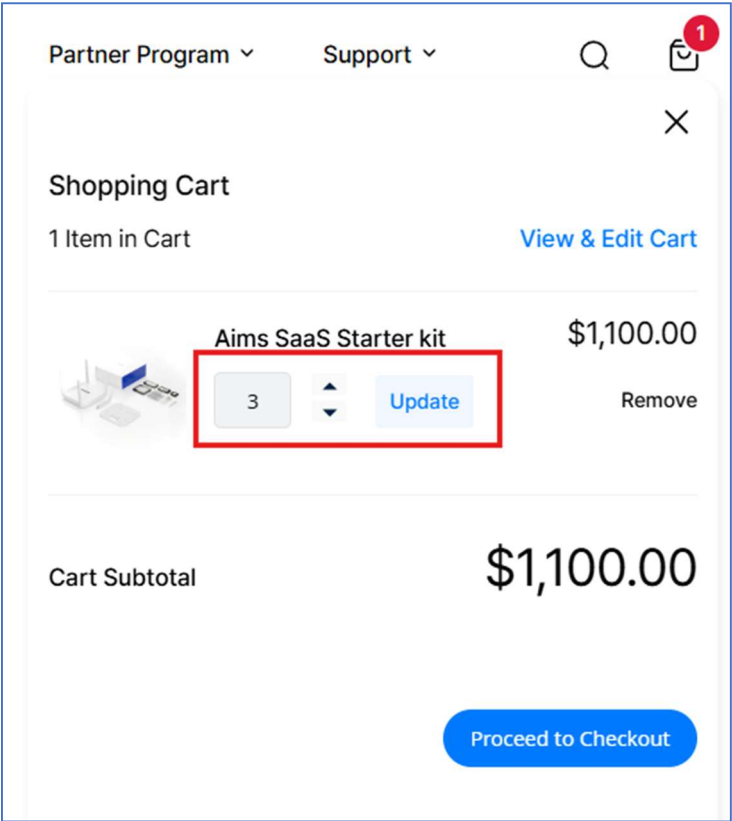 Partner Program Support 1
Shopping Cart
1 Item in Cart View & Edit Cart
Aims SaaS Starter kit $1,100.00
3 Update Remove
Cart Subtotal $1,100.00
Proceed to Checkout